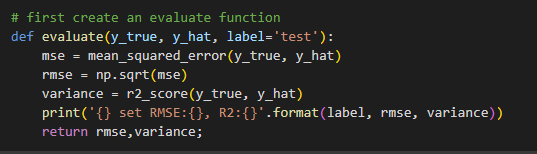 # first create an evaluate function
def evaluate(y_true, y_hat, label='test'):
    mse = mean_squared_error(y_true, y_hat)
    rmse = np.sqrt(mse)
    variance = r2_score(y_true, y_hat)
    print('{} set RMSE:{}, R2:{}'.format(label, rmse, variance))
    return rmse,variance;